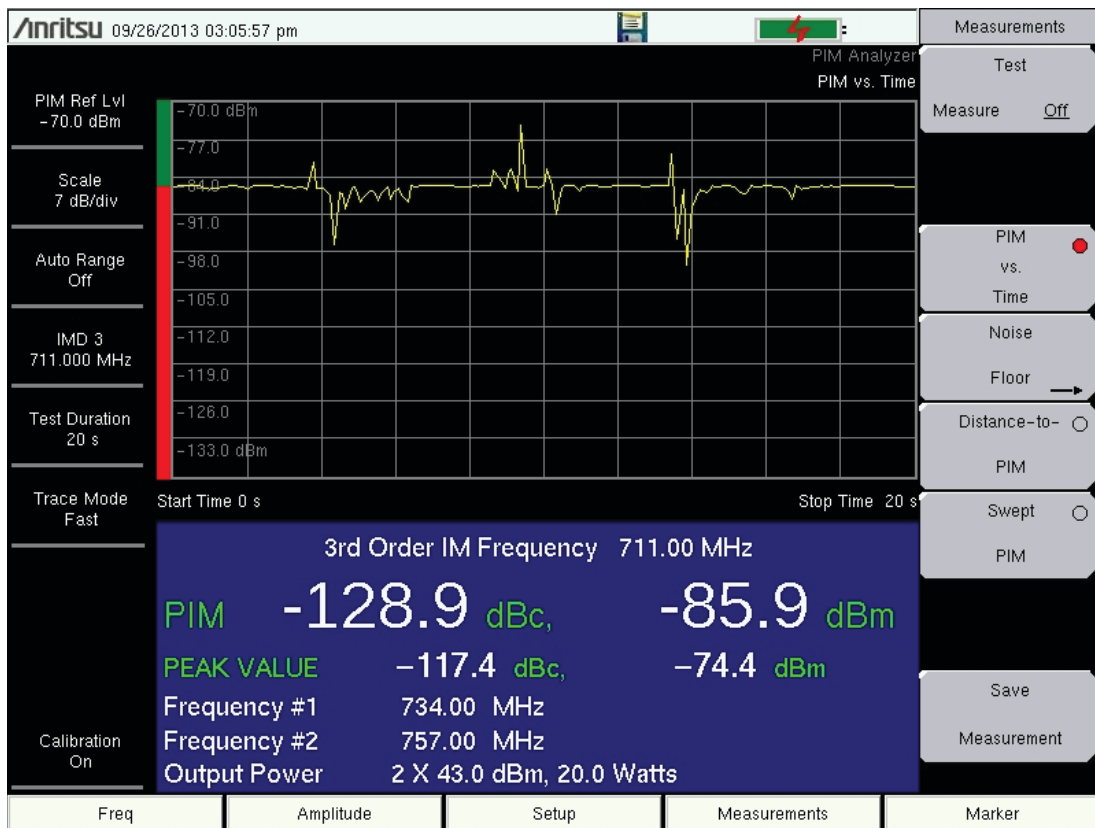 Anritsu 09/26/2013 03:05:57 pm
PIM Analyzer
PIM vs. Time
PIM Ref Lvl
-70.0 dBm
Scale
7 dB/div
Auto Range
Off
IMD 3
711.000 MHz
Test Duration
20 s
Trace Mode
Fast
Calibration
On
-70.0 dBm
-77.0
-84.0
-91.0
-98.0
-105.0
-112.0
-119.0
-126.0
-133.0 dBm
Start Time 0 s
Stop Time 20 s
3rd Order IM Frequency 711.00 MHz
PIM -128.9 dBc, -85.9 dBm
PEAK VALUE -117.4 dBc, -74.4 dBm
Frequency #1 734.00 MHz
Frequency #2 757.00 MHz
Output Power 2 X 43.0 dBm, 20.0 Watts
Measurements
Test
Measure Off
PIM
vs.
Time
Noise
Floor
Distance-to-
PIM
Swept
PIM
Save
Measurement
Freq
Amplitude
Setup
Measurements
Marker